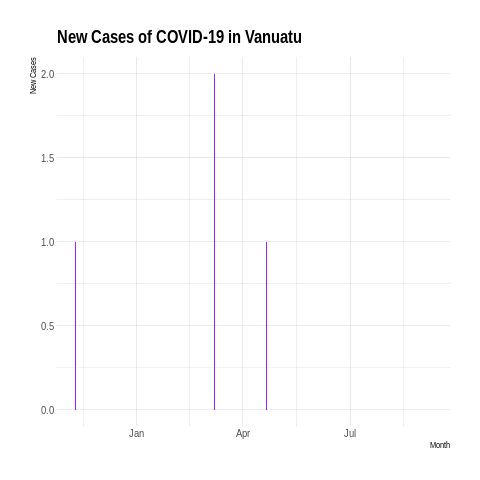 New Cases of COVID-19 in Vanuatu
New Cases
2.0
1.5
1.0
0.5
0.0
Jan
Apr
Jul
Month